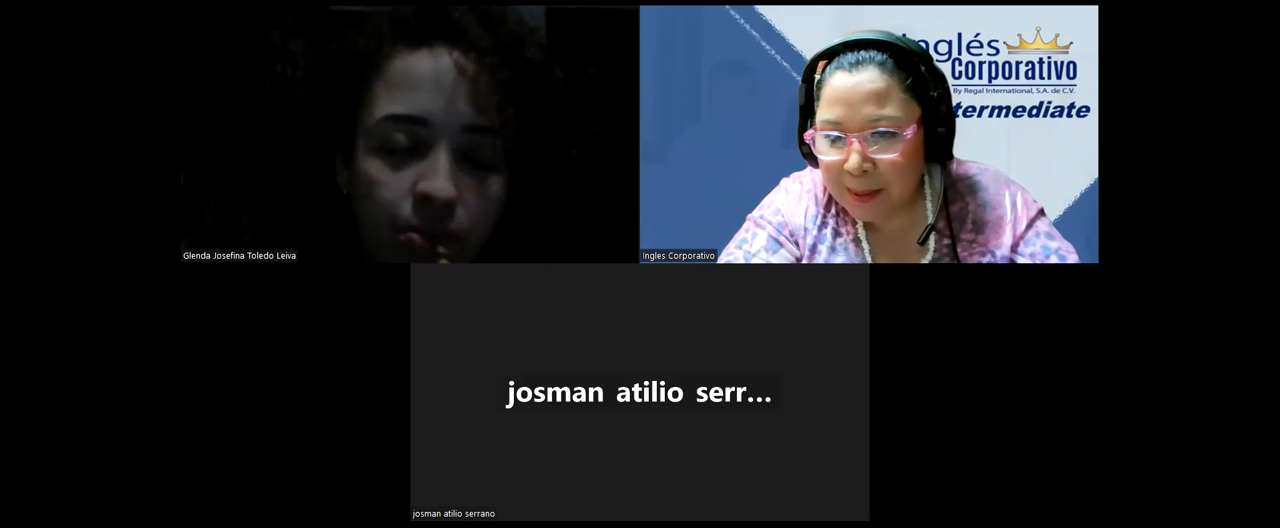 Inglés
Corporativo
By Regal International, S.A. de C.V.
termediate
Glenda Josefina Toledo Leiva
Ingles Corporativo
josman atilio serr...
josman atilio serrano